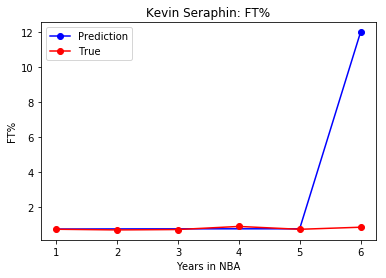 Kevin Seraphin: FT%
Prediction
True
12
10
8
6
4
2
FT%
1 2 3 4 5 6
Years in NBA